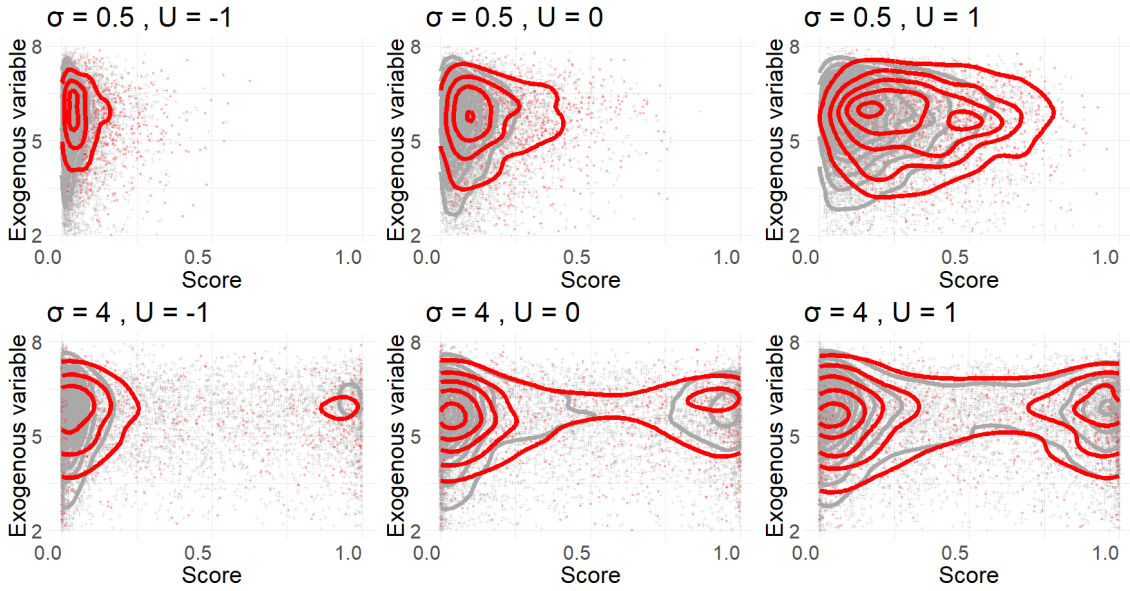 σ = 0.5 , U = -1
Exogenous variable
8
5
2
0.0 0.5 1.0
Score
σ = 0.5 , U = 0
Exogenous variable
8
5
2
0.0 0.5 1.0
Score
σ = 0.5 , U = 1
Exogenous variable
8
5
2
0.0 0.5 1.0
Score
σ = 4 , U = -1
Exogenous variable
8
5
2
0.0 0.5 1.0
Score
σ = 4 , U = 0
Exogenous variable
8
5
2
0.0 0.5 1.0
Score
σ = 4 , U = 1
Exogenous variable
8
5
2
0.0 0.5 1.0
Score